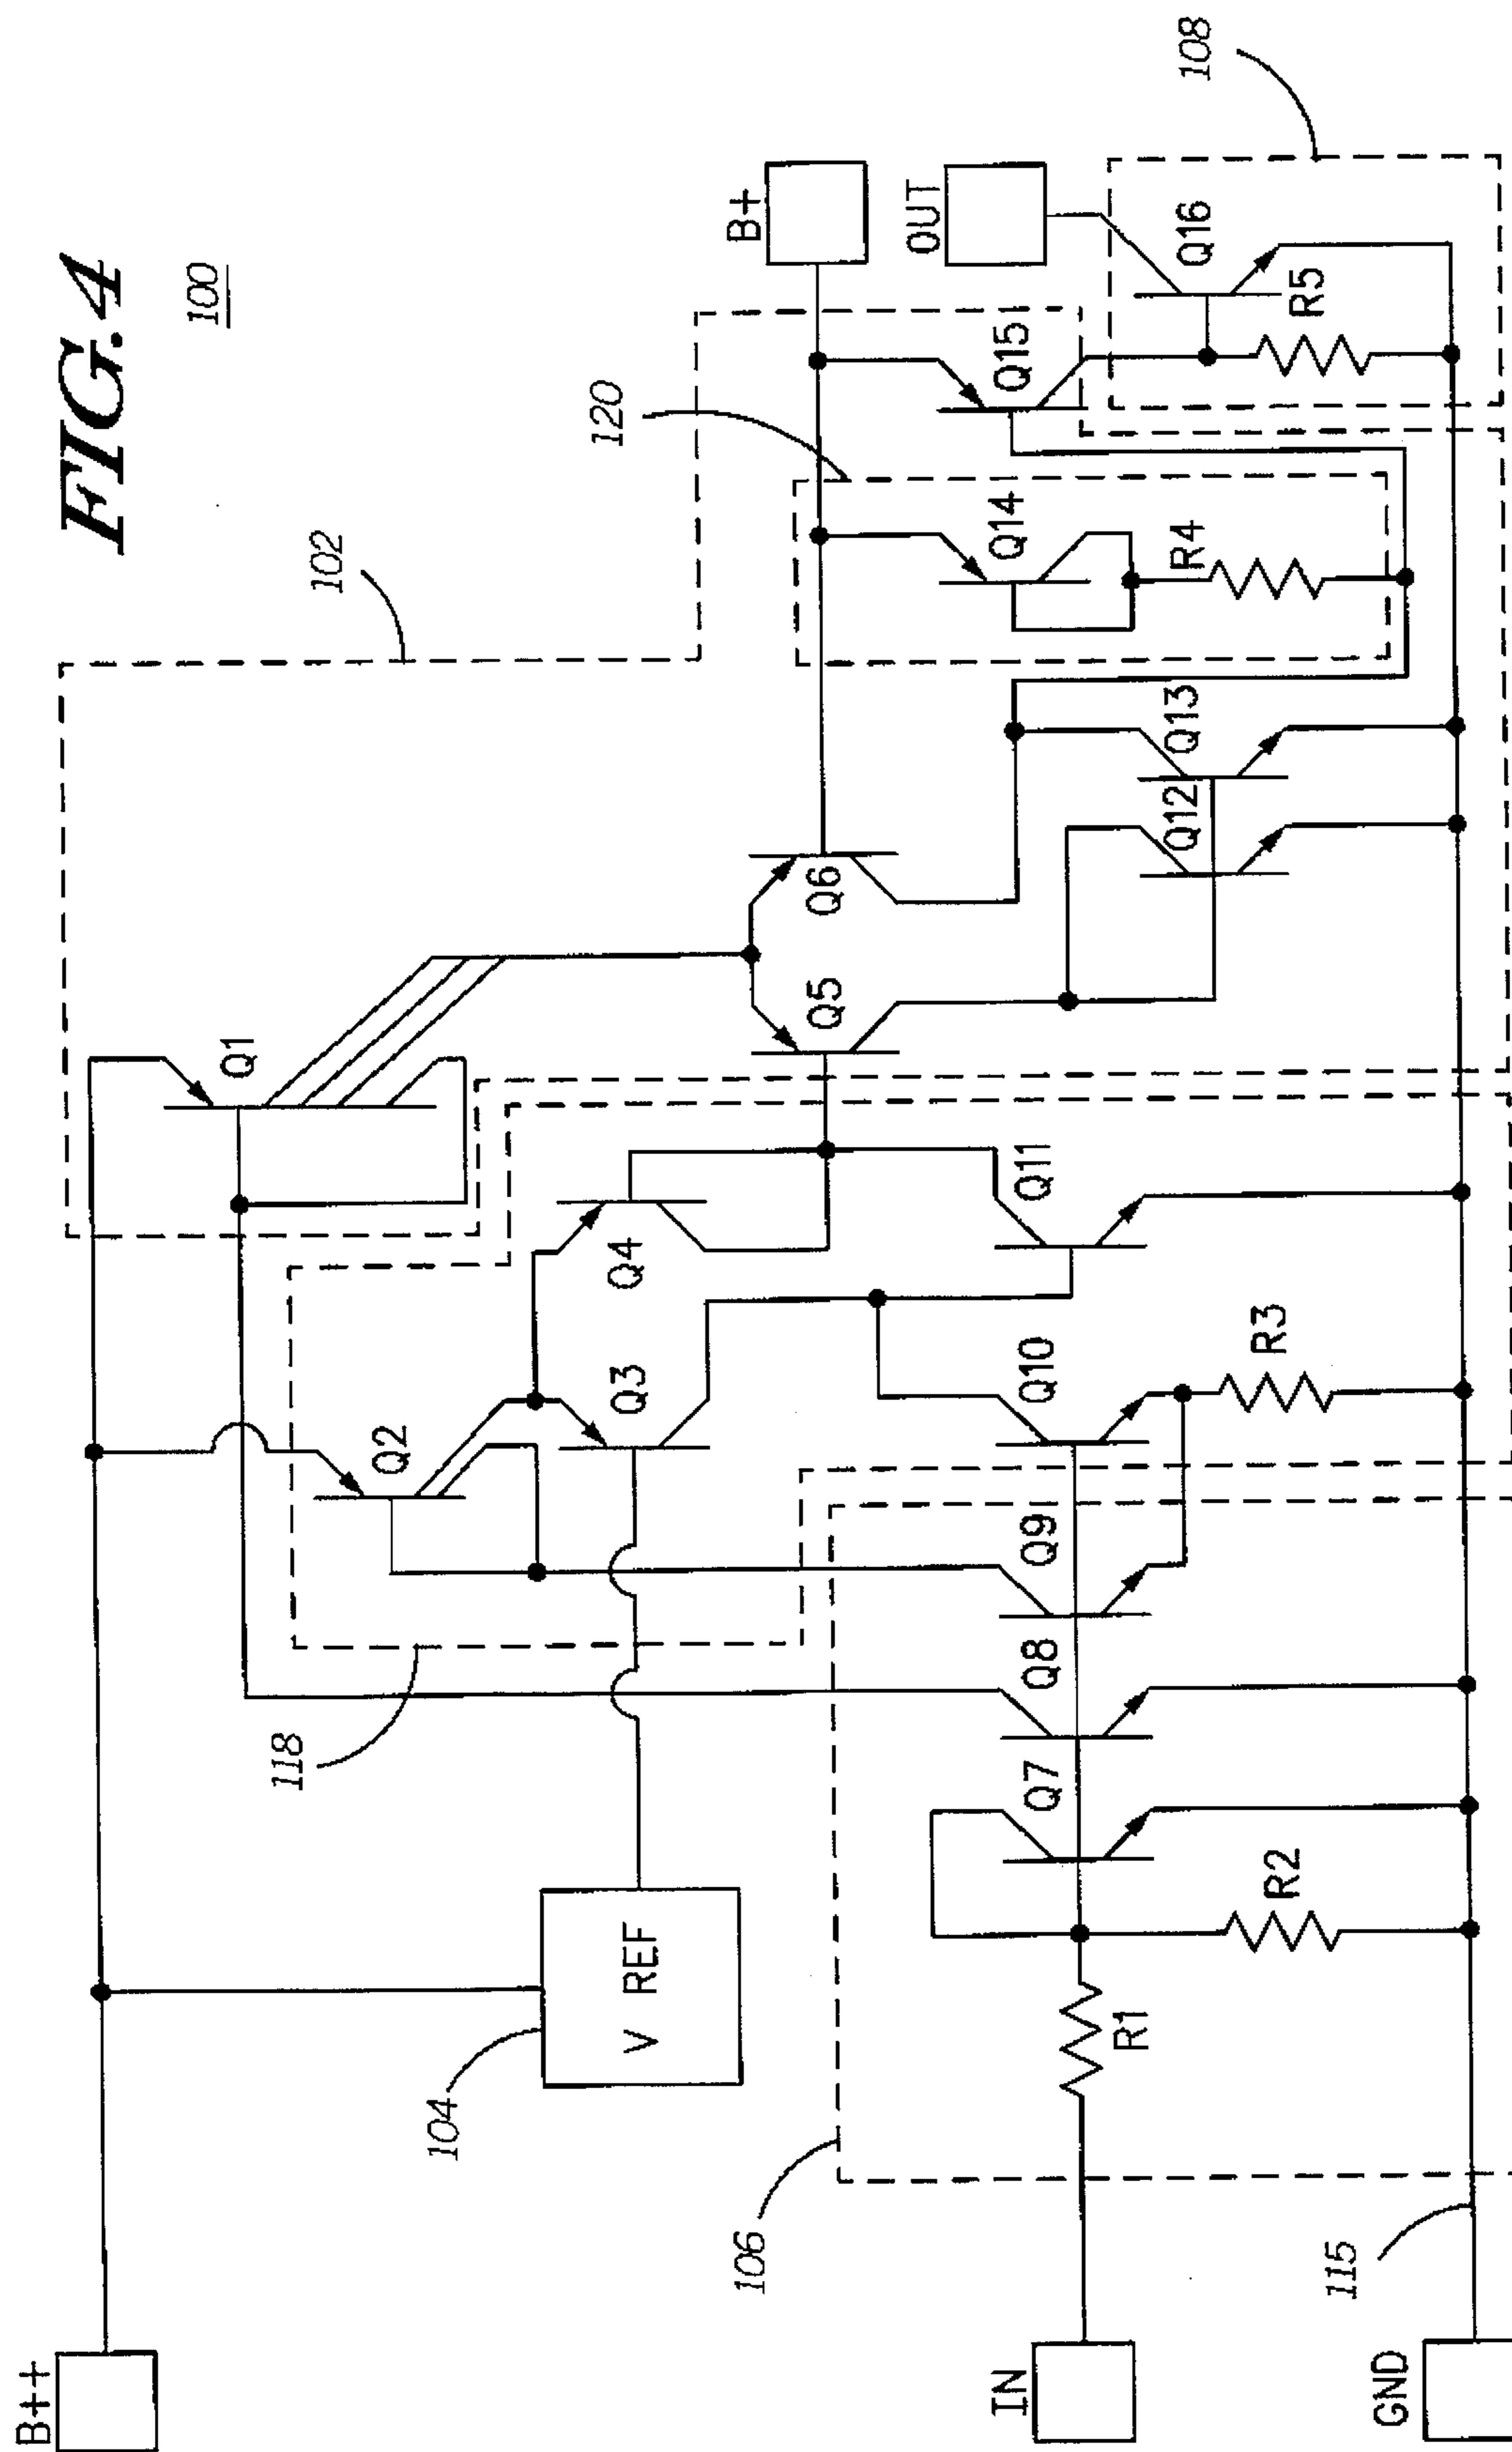 FIG.4
100
B++
B+
OUT
IN
GND
102
104
V REF
106
108
115
118
120
Q1
Q2
Q3
Q4
Q5
Q6
Q7
Q8
Q9
Q10
Q11
Q12
Q13
Q14
Q15
Q16
R1
R2
R3
R4
R5